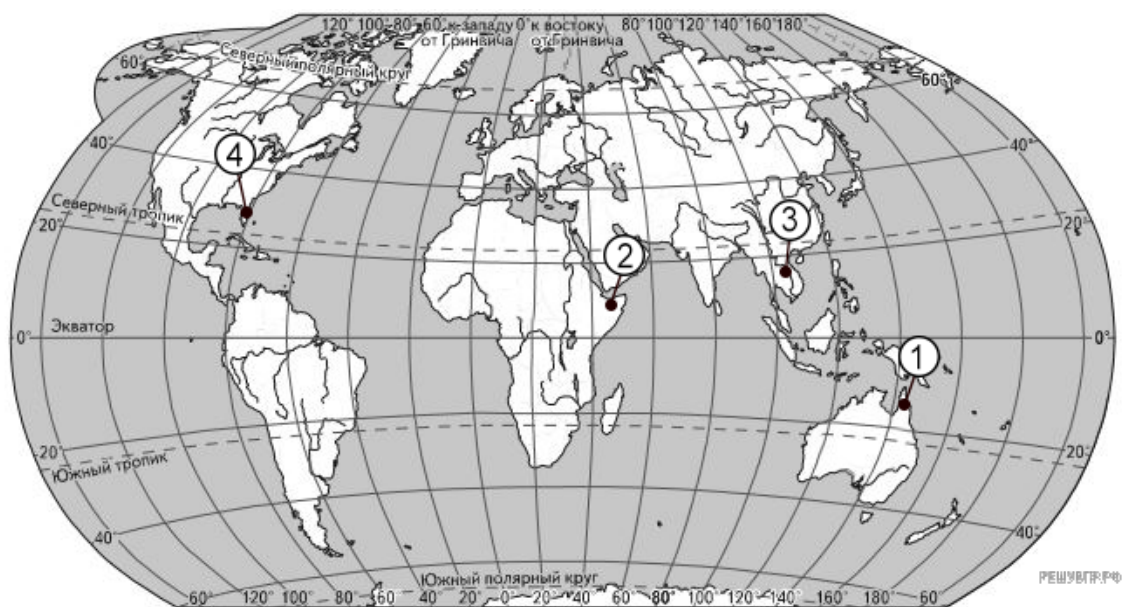 120° 100° 80° 60° к западу 0° к востоку 80° 100° 120° 140° 160° 180°
от Гринвича от Гринвича
60° Северный полярный круг 60°
40° 4 40°
Северный тропик 3 20°
20° 2
0° Экватор 0°
1
20° 20°
Южный тропик
40° 40°
Южный полярный круг
60° 120° 100° 80° 60° 40° 20° 0° 20° 40° 60° 80° 100° 120° 140° 160° 180° 60°
РЕШУВПР.РФ